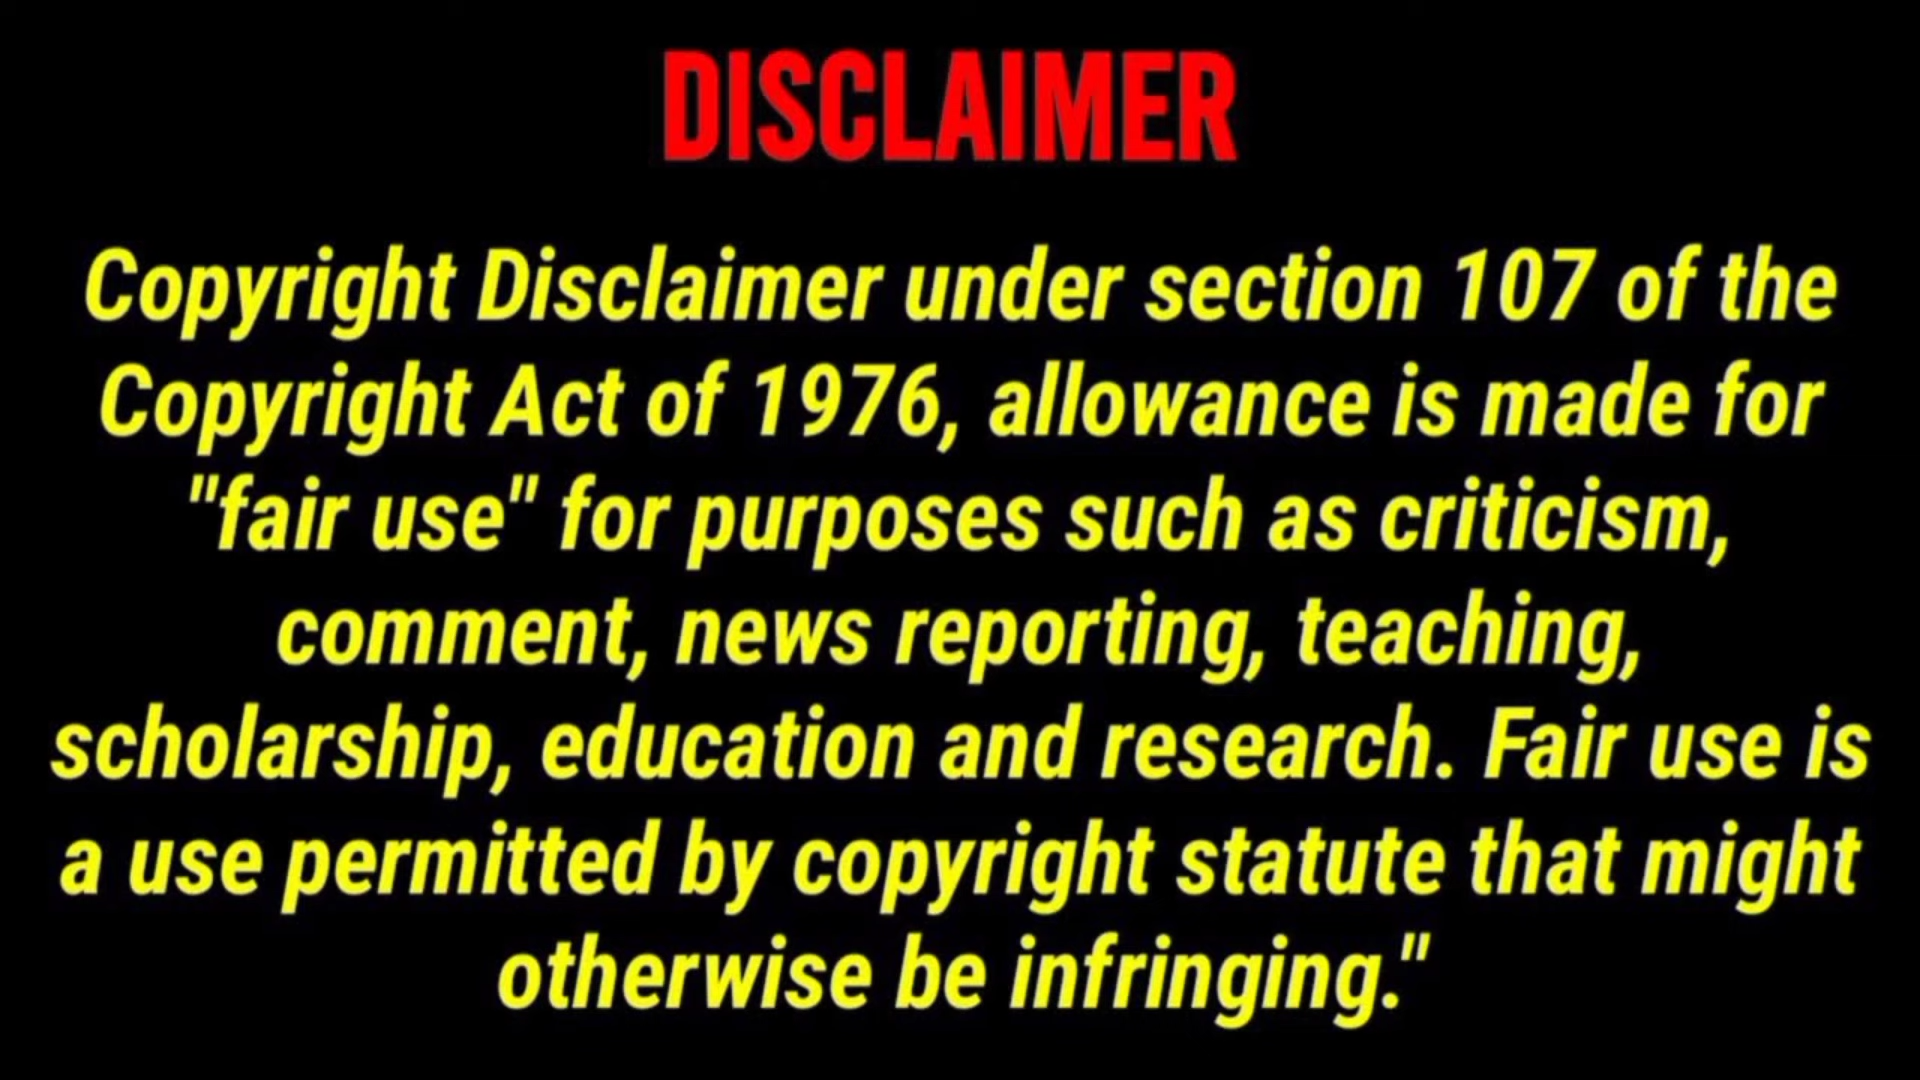 DISCLAIMER
Copyright Disclaimer under section 107 of the
Copyright Act of 1976, allowance is made for
"fair use" for purposes such as criticism,
comment, news reporting, teaching,
scholarship, education and research. Fair use is
a use permitted by copyright statute that might
otherwise be infringing."